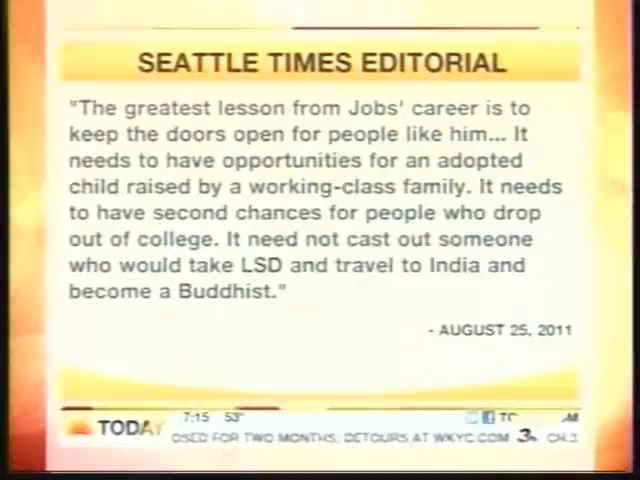 SEATTLE TIMES EDITORIAL
"The greatest lesson from Jobs' career is to
keep the doors open for people like him... It
needs to have opportunities for an adopted
child raised by a working-class family. It needs
to have second chances for people who drop
out of college. It need not cast out someone
who would take LSD and travel to India and
become a Buddhist."
- AUGUST 25, 2011
7:15 53°
TODAY
FOR TWO MONTHS; DETOURS AT WKYC.COM 3 CH.3